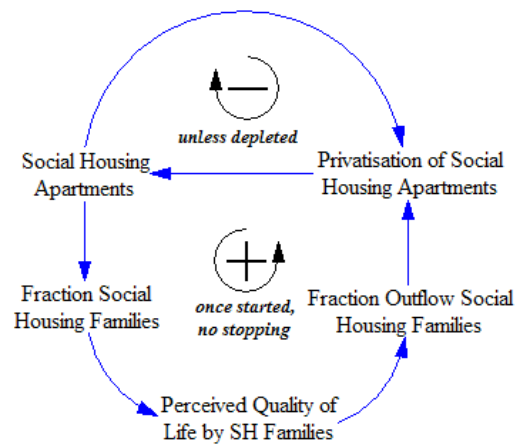 unless depleted
Social Housing
Apartments
Privatisation of Social
Housing Apartments
Fraction Social
Housing Families
once started,
no stopping
Fraction Outflow Social
Housing Families
Perceived Quality of
Life by SH Families